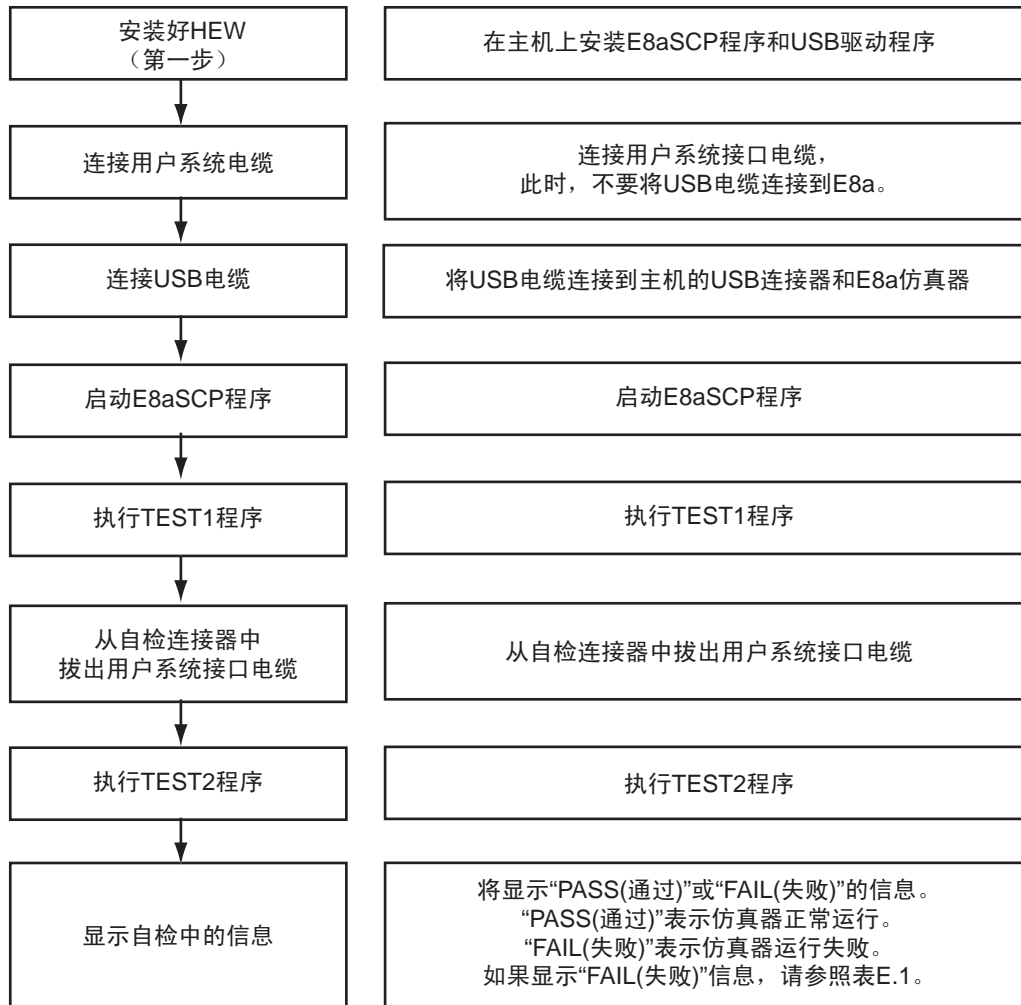 安装好HEW
（第一步）
在主机上安装E8aSCP程序和USB驱动程序
连接用户系统电缆
连接用户系统接口电缆，
此时，不要将USB电缆连接到E8a。
连接USB电缆
将USB电缆连接到主机的USB连接器和E8a仿真器
启动E8aSCP程序
启动E8aSCP程序
执行TEST1程序
执行TEST1程序
从自检连接器中
拔出用户系统接口电缆
从自检连接器中拔出用户系统接口电缆
执行TEST2程序
执行TEST2程序
显示自检中的信息
将显示“PASS(通过)”或“FAIL(失败)”的信息。
“PASS(通过)”表示仿真器正常运行。
“FAIL(失败)”表示仿真器运行失败。
如果显示“FAIL(失败)”信息，请参照表E.1。